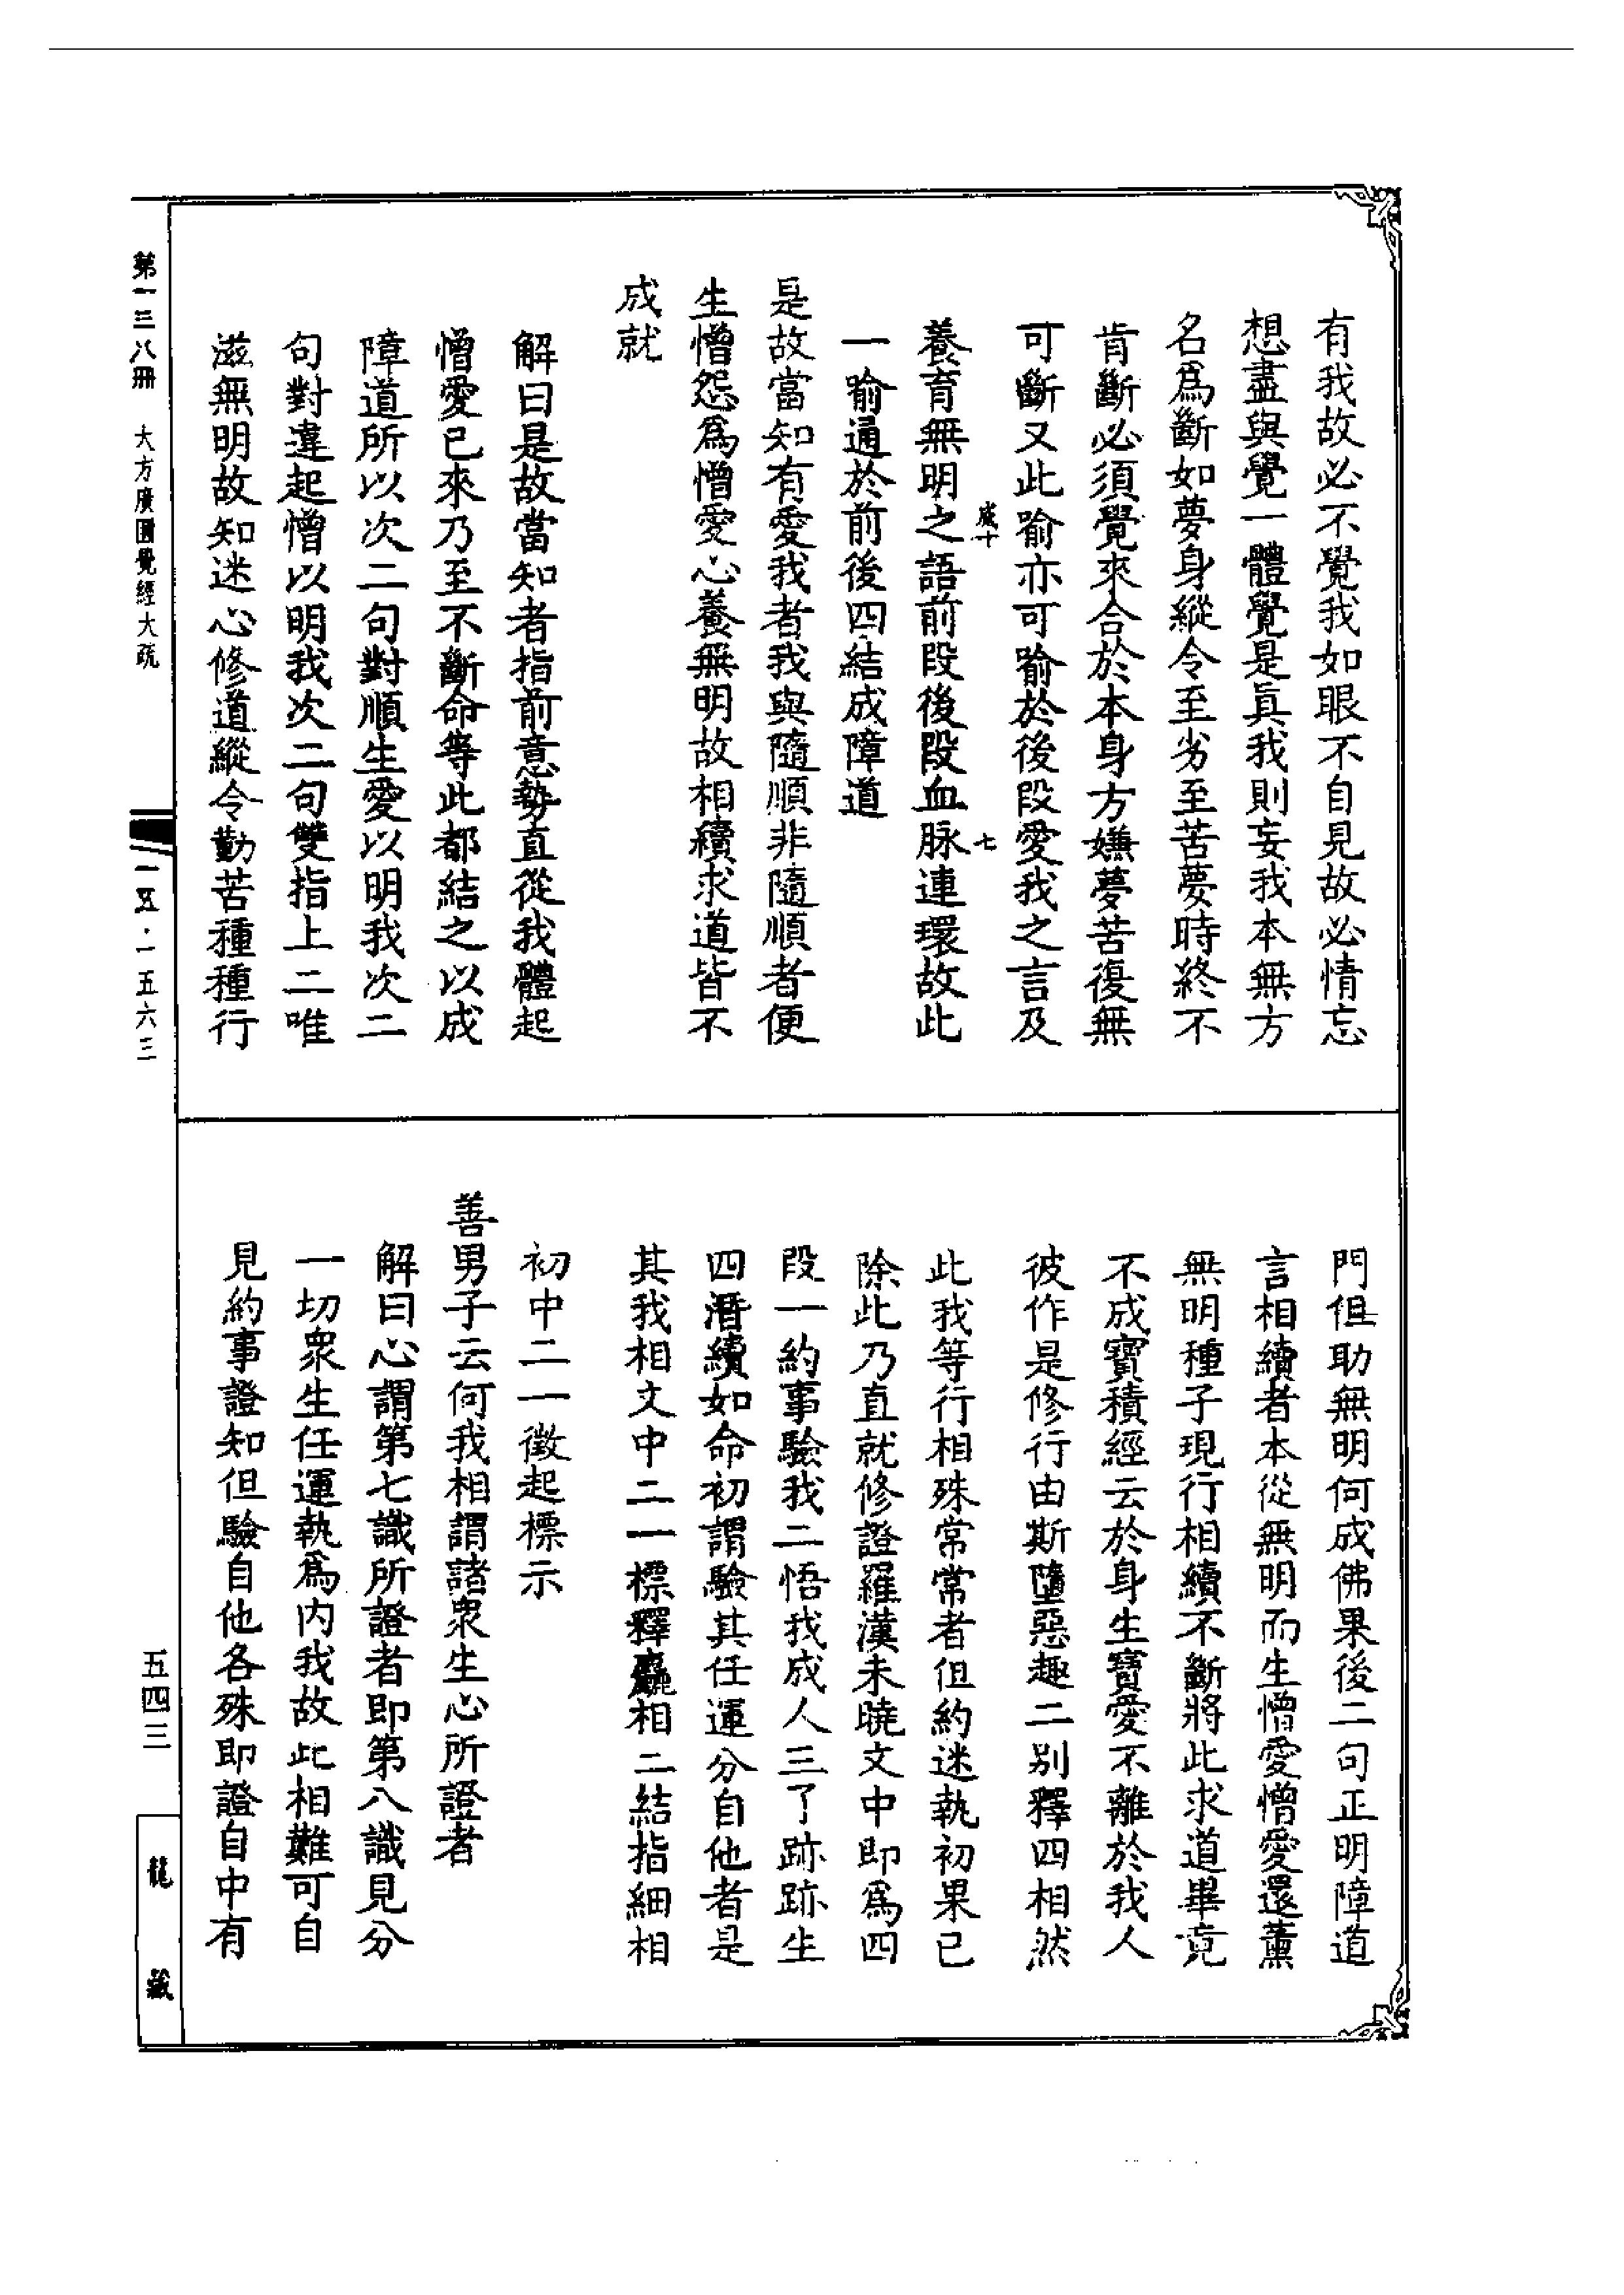 有我故必不覺我如眼不自見故必情忘
想盡與覺一體覺是眞我則妄我本無方
名爲斷如夢身縱令至劣至苦夢時終不
肯斷必須覺來合於本身方嫌夢苦復無
可斷又此喻亦可喻於後段愛我之言及
養育無明之語前段後段血脉連環故此
一喻通於前後四結成障道
是故當知有愛我者我與隨順非隨順者便
生憎怨爲憎愛心養無明故相續求道皆不
成就
解曰是故當知者指前意勢直從我體起
憎愛已來乃至不斷命等此都結之以成
障道所以次二句對順生愛以明我次二
句對違起憎以明我次二句雙指上二唯
滋無明故知迷心修道縱令勤苦種種行
門但助無明何成佛果後二句正明障道
言相續者本從無明而生憎愛憎愛還薰
無明種子現行相續不斷將此求道畢竟
不成寶積經云於身生寶愛不離於我人
彼作是修行由斯墮惡趣二別釋四相然
此我等行相殊常常者但約迷執初果已
除此乃直就修證羅漢未曉文中即爲四
段一約事驗我二悟我成人三了跡跡生
四潛續如命初謂驗其任運分自他者是
其我相文中二一標釋麤相二結指細相
初中二一徵起標示
善男子云何我相謂諸衆生心所證者
解曰心謂第七識所證者即第八識見分
一切衆生任運執爲内我故此相難可自
見約事證知但驗自他各殊即證自中有
第一三八冊 大方廣圓覺經大疏
一五·一五六三
五四三
龍藏
七